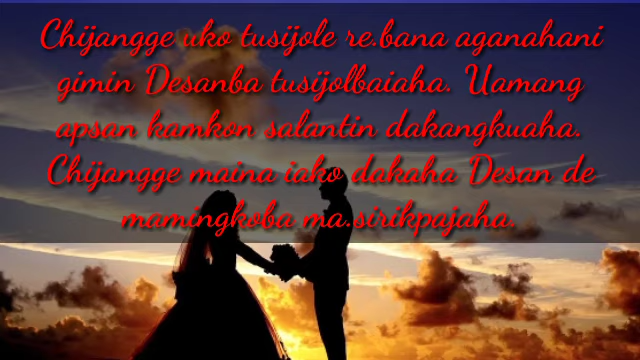 Chijangge uko tusijole re.bana aganahani
gimin Desanba tusijolbaiaha. Uamang
apsan kamkon salantin dakangkuaha.
Chijangge maina iako dakaha Desan de
mamingkoba ma.sirikpajaha.